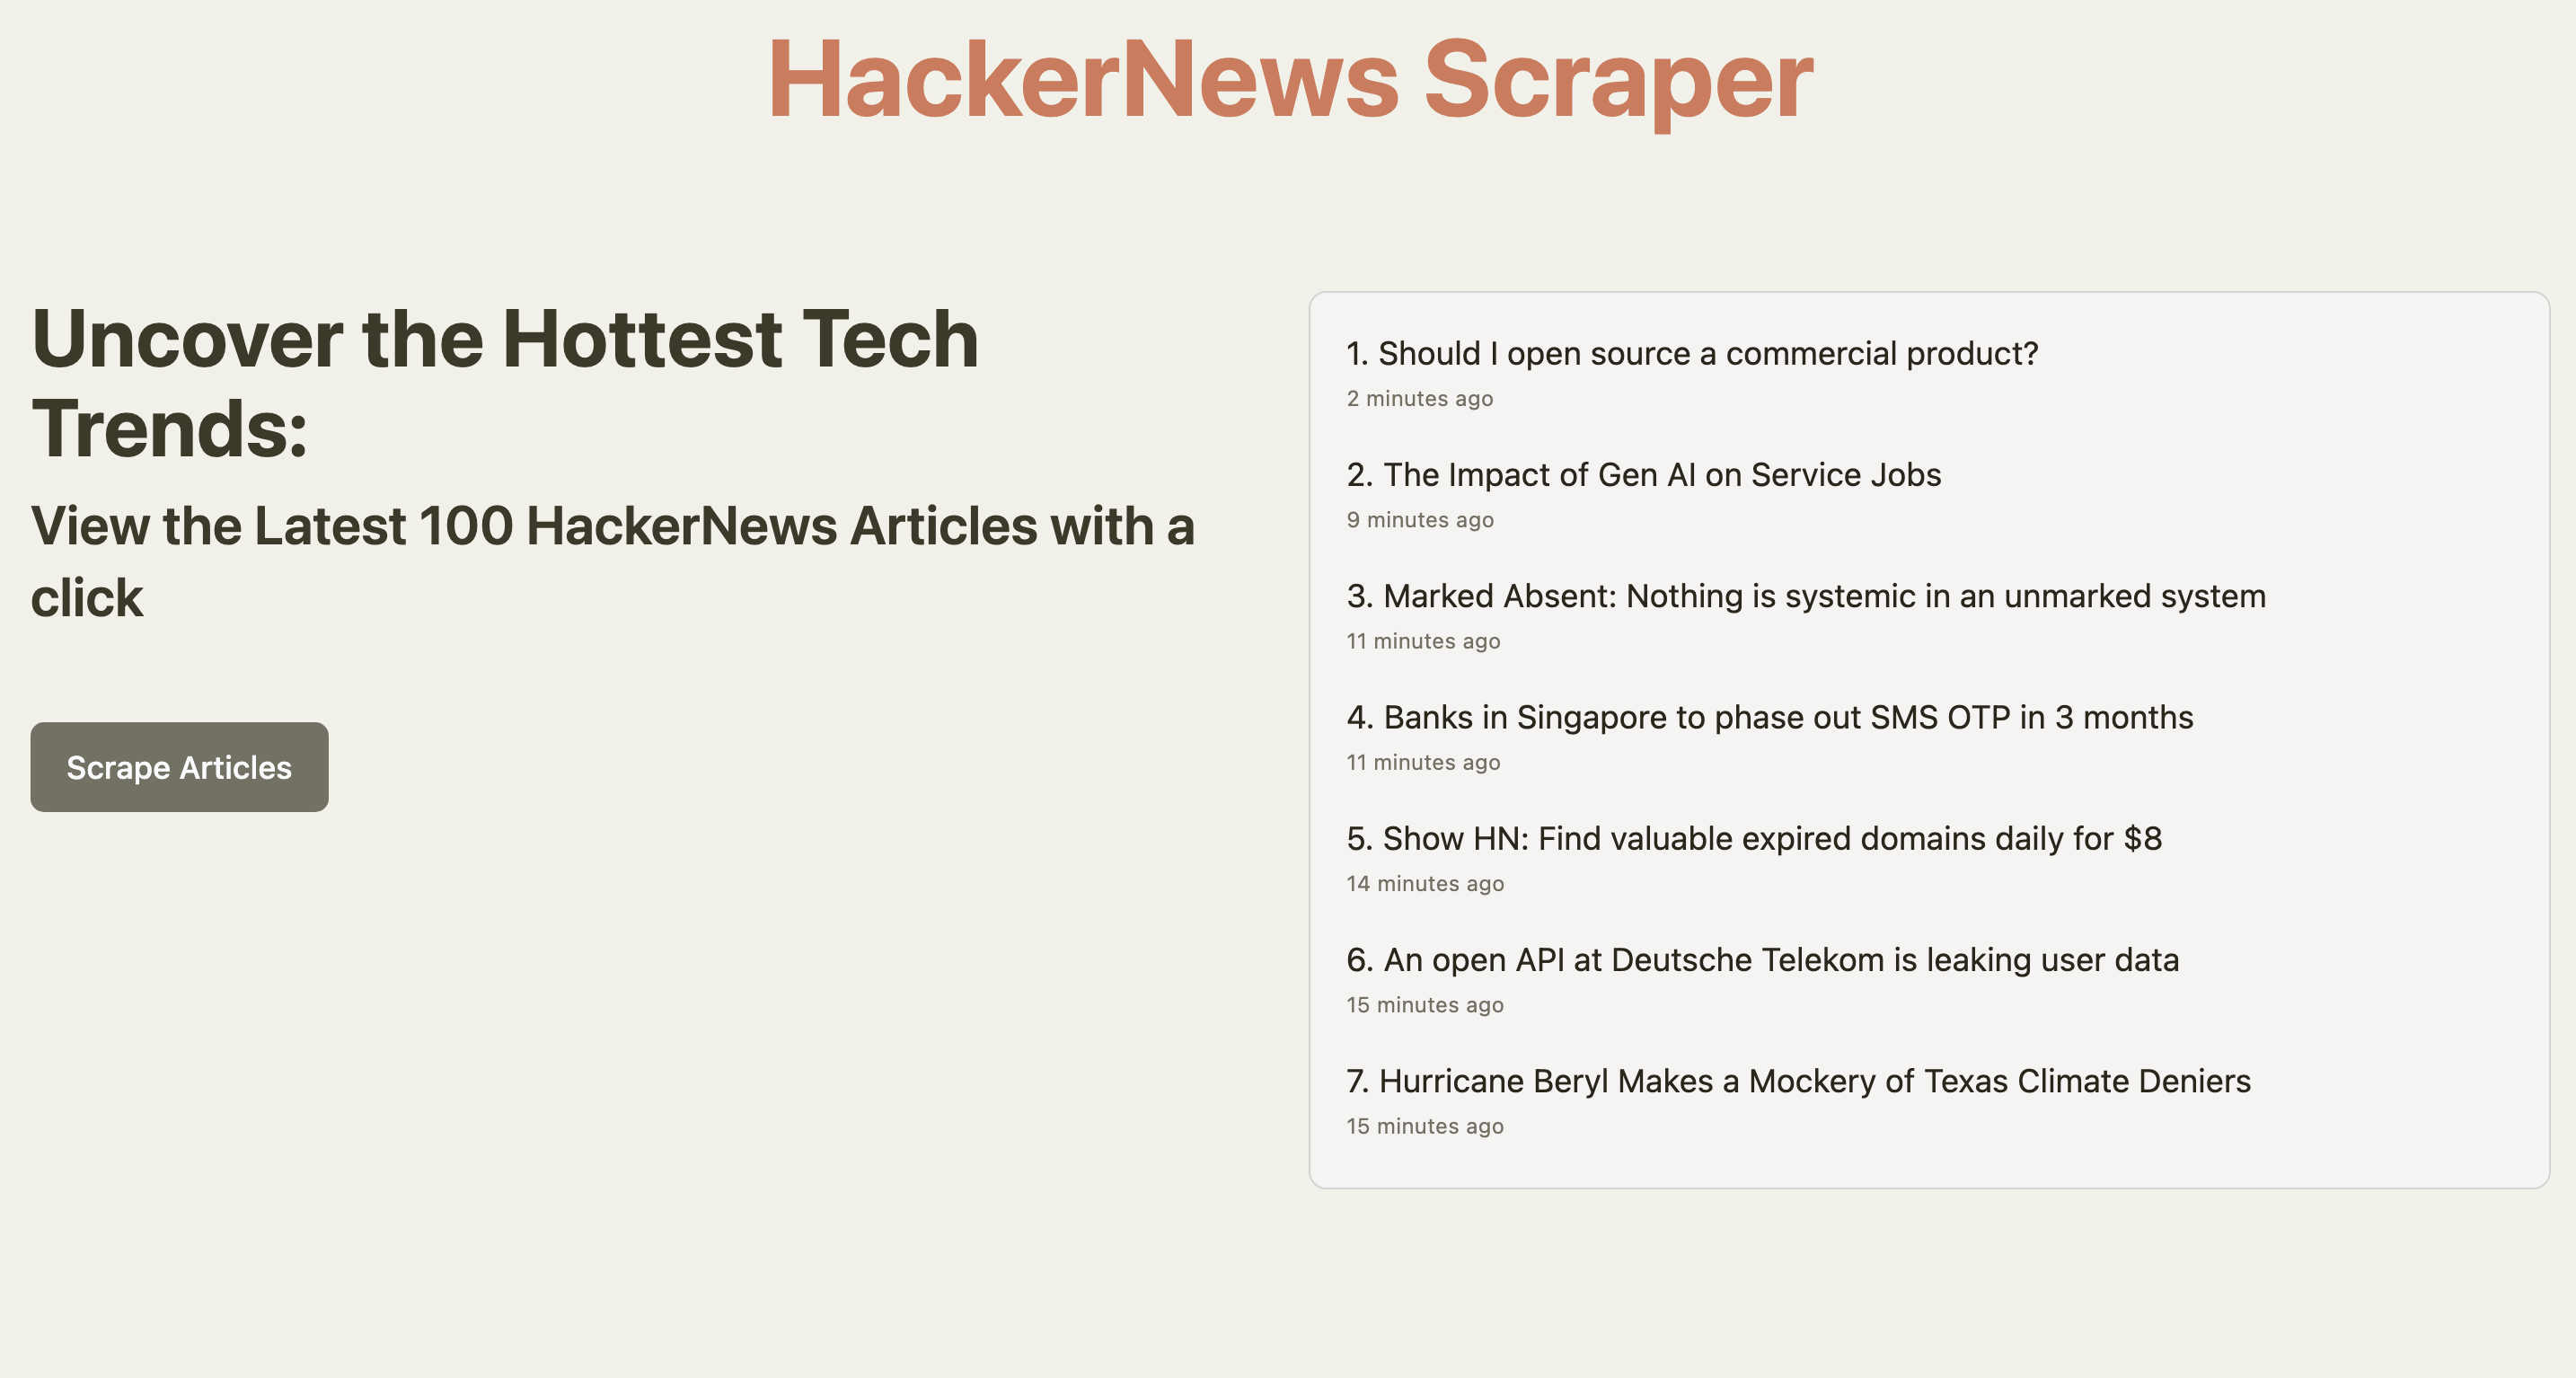 HackerNews Scraper
Uncover the Hottest Tech
Trends:
View the Latest 100 HackerNews Articles with a
click
Scrape Articles
1. Should I open source a commercial product?
2 minutes ago
2. The Impact of Gen AI on Service Jobs
9 minutes ago
3. Marked Absent: Nothing is systemic in an unmarked system
11 minutes ago
4. Banks in Singapore to phase out SMS OTP in 3 months
11 minutes ago
5. Show HN: Find valuable expired domains daily for $8
14 minutes ago
6. An open API at Deutsche Telekom is leaking user data
15 minutes ago
7. Hurricane Beryl Makes a Mockery of Texas Climate Deniers
15 minutes ago